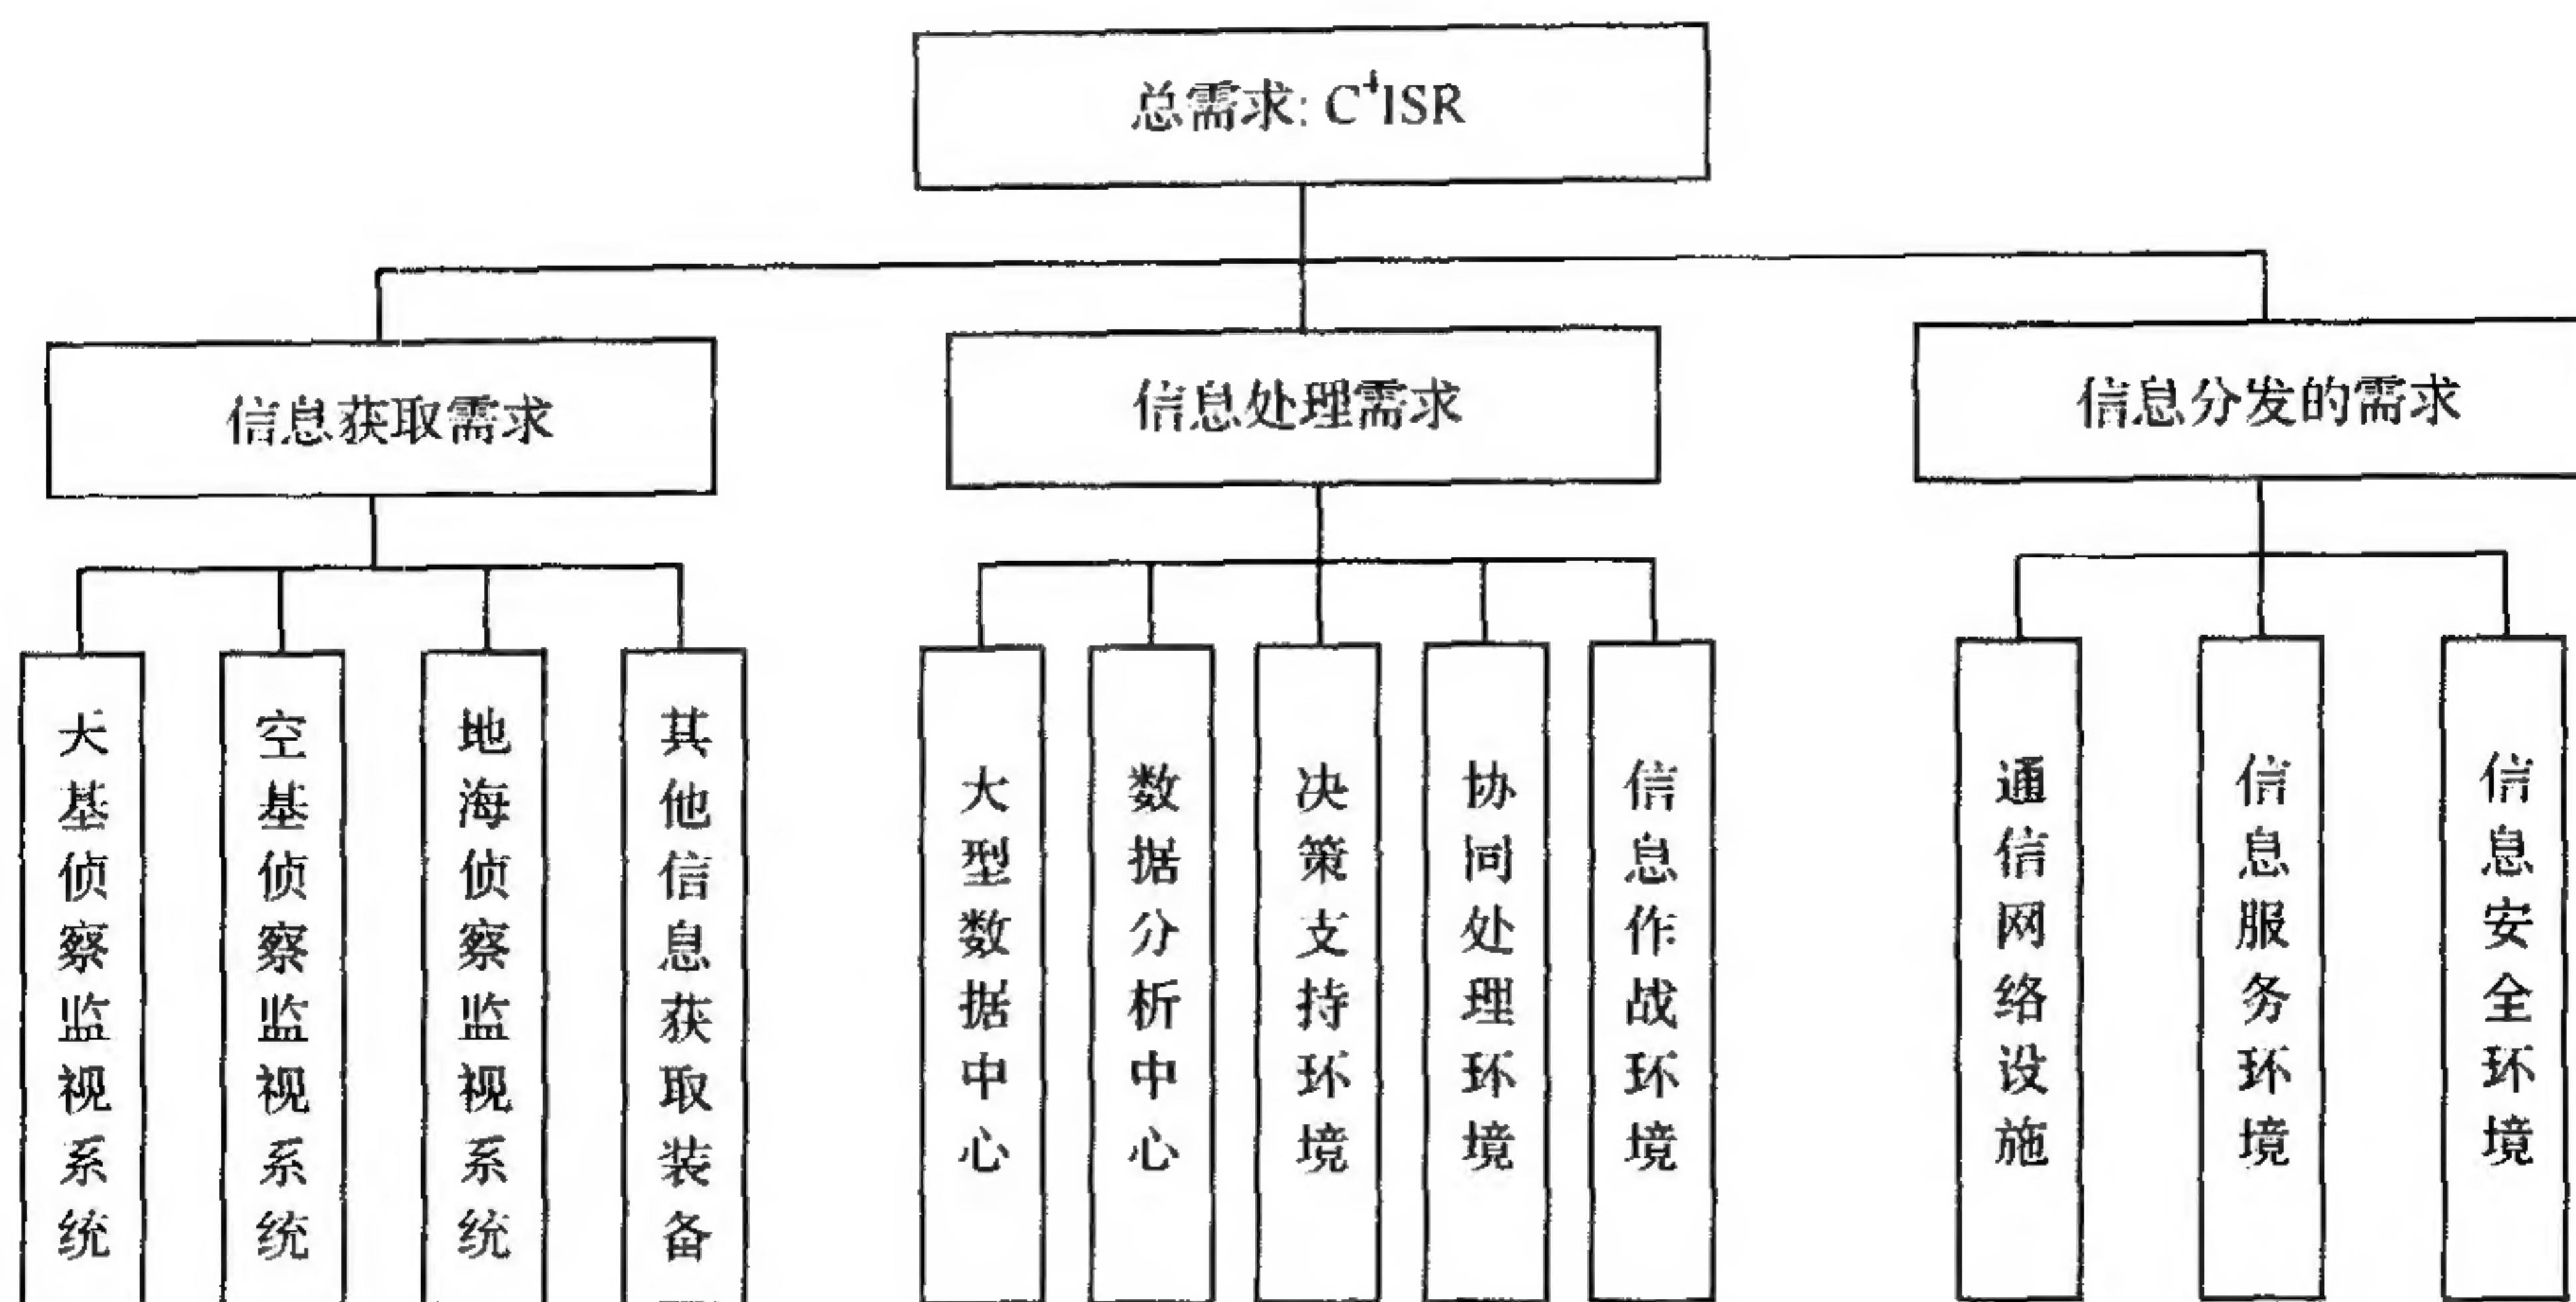 总需求: C⁴ISR
信息获取需求
信息处理需求
信息分发的需求
天基侦察监视系统
空基侦察监视系统
地海侦察监视系统
其他信息获取装备
大型数据中心
数据分析中心
决策支持环境
协同处理环境
信息作战环境
通信网络设施
信息服务环境
信息安全环境